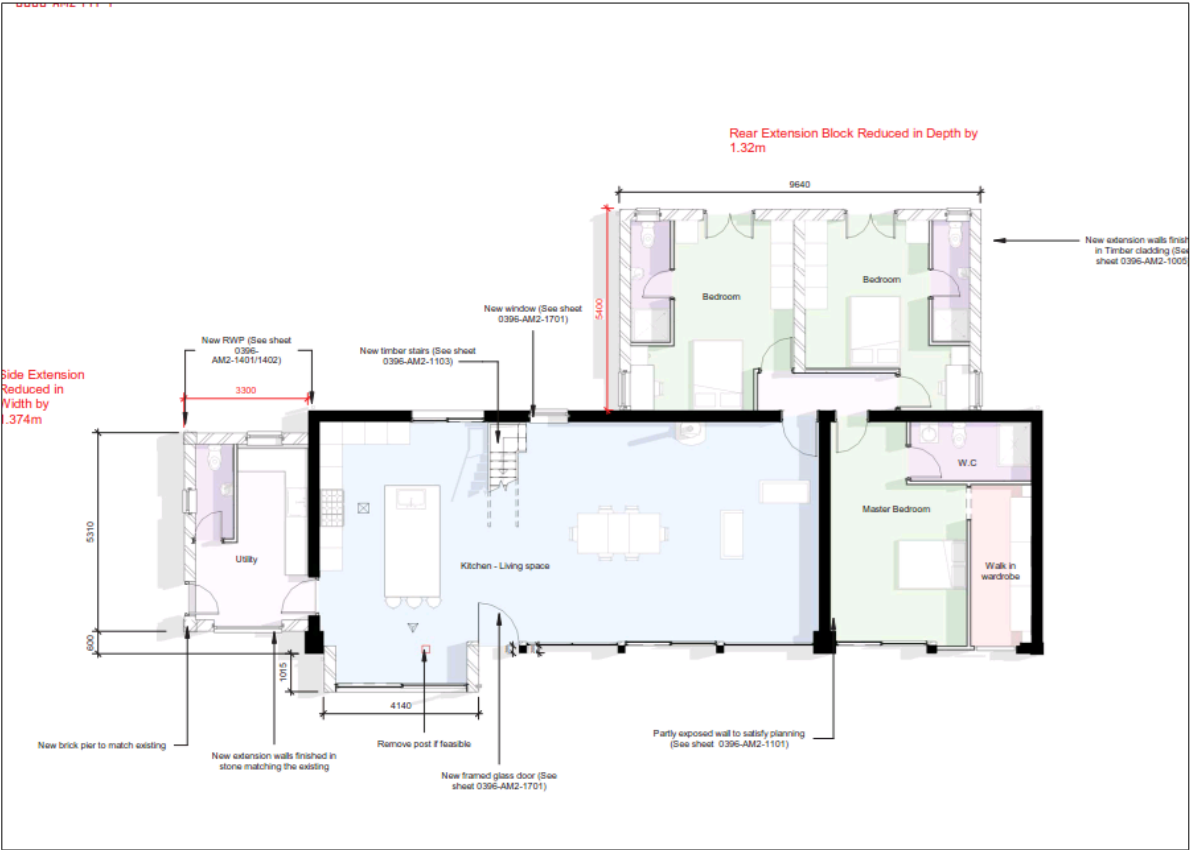 Rear Extension Block Reduced in Depth by
1.32m
9640
New extension walls finish
in Timber cladding (See
sheet 0396-AM2-1005)
5400
Bedroom
Bedroom
New window (See sheet
0396-AM2-1701)
New timber stairs (See sheet
0396-AM2-1103)
New RWP (See sheet
0396-
AM2-1401/1402)
Side Extension
Reduced in
Width by
1.374m
3300
5310
600
1015
4140
Utility
Kitchen - Living space
W.C
Master Bedroom
Walk in
wardrobe
New brick pier to match existing
New extension walls finished in
stone matching the existing
Remove post if feasible
New framed glass door (See
sheet 0396-AM2-1701)
Partly exposed wall to satisfy planning
(See sheet 0396-AM2-1101)